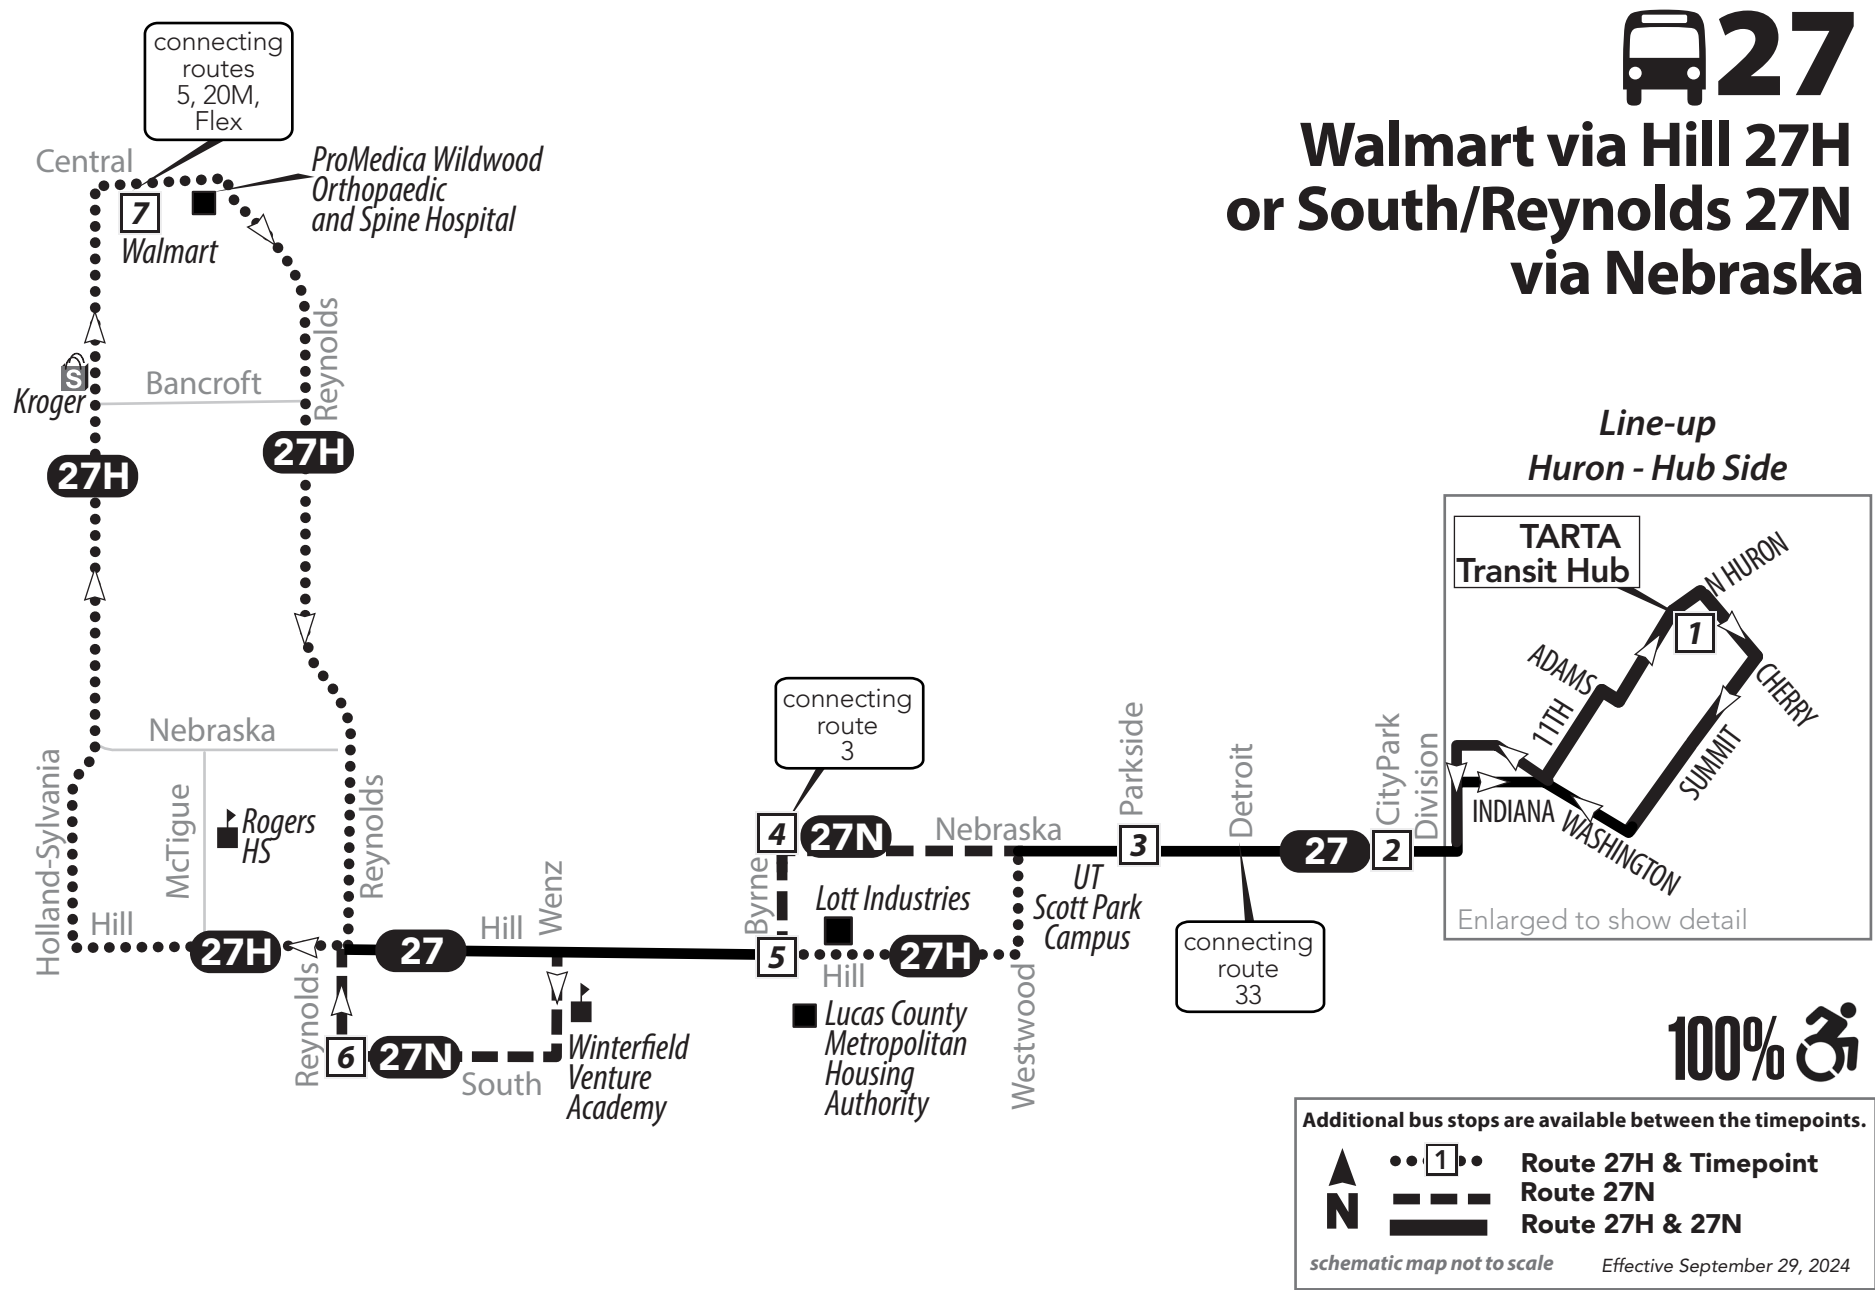 27
Walmart via Hill 27H
or South/Reynolds 27N
via Nebraska
connecting
routes
5, 20M,
Flex
Central
ProMedica Wildwood
Orthopaedic
and Spine Hospital
7
Walmart
Reynolds
S
Kroger
Bancroft
27H
27H
Line-up
Huron - Hub Side
TARTA
Transit Hub
N HURON
1
ADAMS
CHERRY
11TH
SUMMIT
INDIANA
WASHINGTON
Enlarged to show detail
Nebraska
Holland-Sylvania
McTigue
Rogers
HS
Reynolds
Hill
27H
27
Hill
Wenz
connecting
route
3
4
27N
Nebraska
Byrne
Lott Industries
5
Hill
27H
Westwood
Parkside
3
UT
Scott Park
Campus
Detroit
27
CityPark
2
Division
connecting
route
33
Reynolds
6
27N
South
Winterfield
Venture
Academy
Lucas County
Metropolitan
Housing
Authority
100%
Additional bus stops are available between the timepoints.
N
1
Route 27H & Timepoint
Route 27N
Route 27H & 27N
schematic map not to scale
Effective September 29, 2024